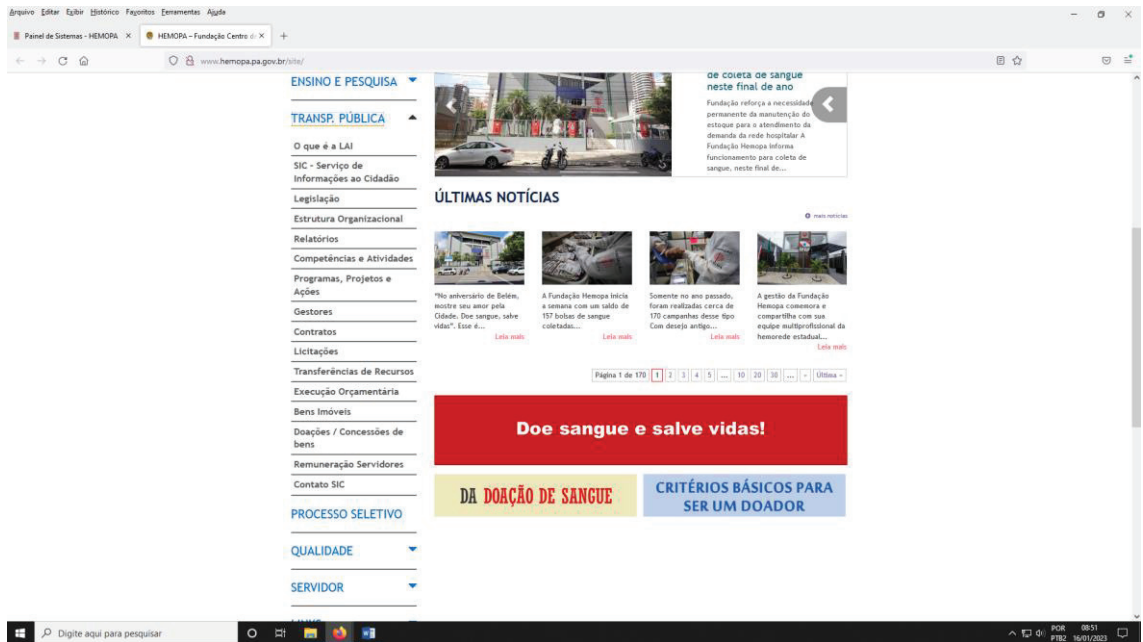 Arquivo Editar Exibir Histórico Favoritos Ferramentas Ajuda
Painel de Sistemas - HEMOPA
HEMOPA – Fundação Centro de
www.hemopa.pa.gov.br/site/
ENSINO E PESQUISA
TRANSP. PÚBLICA
O que é a LAI
SIC - Serviço de
Informações ao Cidadão
Legislação
Estrutura Organizacional
Relatórios
Competências e Atividades
Programas, Projetos e
Ações
Gestores
Contratos
Licitações
Transferências de Recursos
Execução Orçamentária
Bens Imóveis
Doações / Concessões de
bens
Remuneração Servidores
Contato SIC
PROCESSO SELETIVO
QUALIDADE
SERVIDOR
de coleta de sangue
neste final de ano
Fundação reforça a necessidade
permanente da manutenção do
estoque para o atendimento da
demanda da rede hospitalar A
Fundação Hemopa informa
funcionamento para coleta de
sangue, neste final de...
ÚLTIMAS NOTÍCIAS
mais notícias
"No aniversário de Belém,
mostre seu amor pela
Cidade. Doe sangue, salve
vidas". Esse é...
Leia mais
A Fundação Hemopa inicia
a semana com um saldo de
157 bolsas de sangue
coletadas...
Leia mais
Somente no ano passado,
foram realizadas cerca de
170 campanhas desse tipo
Com desejo antigo...
Leia mais
A gestão da Fundação
Hemopa comemora e
compartilha com sua
equipe multiprofissional da
hemorede estadual...
Leia mais
Página 1 de 170 1 2 3 4 5 ... 10 20 30 ... » Última »
Doe sangue e salve vidas!
DA DOAÇÃO DE SANGUE
CRITÉRIOS BÁSICOS PARA
SER UM DOADOR
Digite aqui para pesquisar
POR 08:51
PTB2 16/01/2023